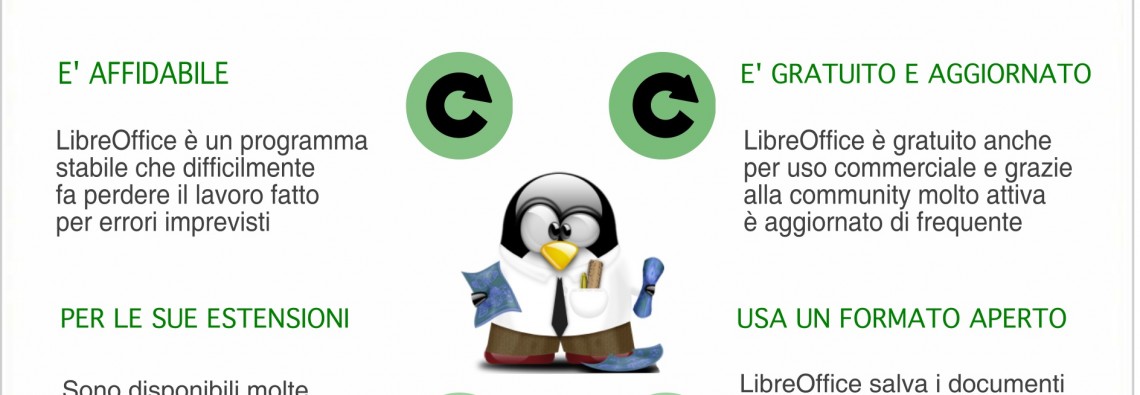 E' AFFIDABILE
LibreOffice è un programma
stabile che difficilmente
fa perdere il lavoro fatto
per errori imprevisti
E' GRATUITO E AGGIORNATO
LibreOffice è gratuito anche
per uso commerciale e grazie
alla community molto attiva
è aggiornato di frequente
PER LE SUE ESTENSIONI
Sono disponibili molte
USA UN FORMATO APERTO
LibreOffice salva i documenti